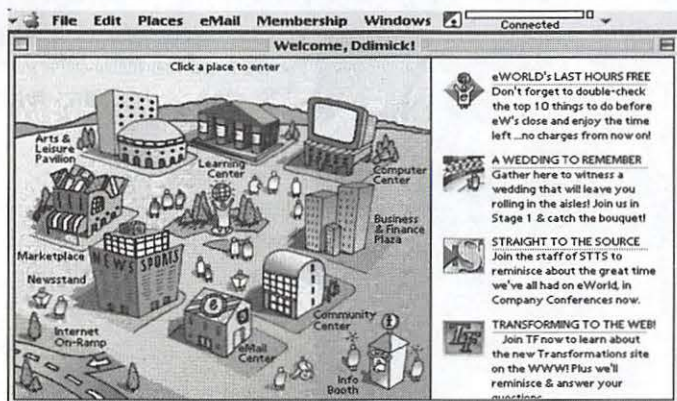 File Edit Places eMail Membership Windows Connected
Welcome, Ddimick!
Click a place to enter
Arts &
Leisure
Pavilion
Learning
Center
Computer
Center
Marketplace
Business
& Finance
Plaza
NEWS SPORTS
Newsstand
Internet
On-Ramp
eMail
Center
Community
Center
Info
Booth
eWORLD's LAST HOURS FREE
Don't forget to double-check
the top 10 things to do before
eW's close and enjoy the time
left ...no charges from now on!
A WEDDING TO REMEMBER
Gather here to witness a
wedding that will leave you
rolling in the aisles! Join us in
Stage 1 & catch the bouquet!
STRAIGHT TO THE SOURCE
Join the staff of STTS to
reminisce about the great time
we've all had on eWorld, in
Company Conferences now.
TF
TRANSFORMING TO THE WEB!
Join TF now to learn about
the new Transformations site
on the WWW! Plus we'll
reminisce & answer your
questions